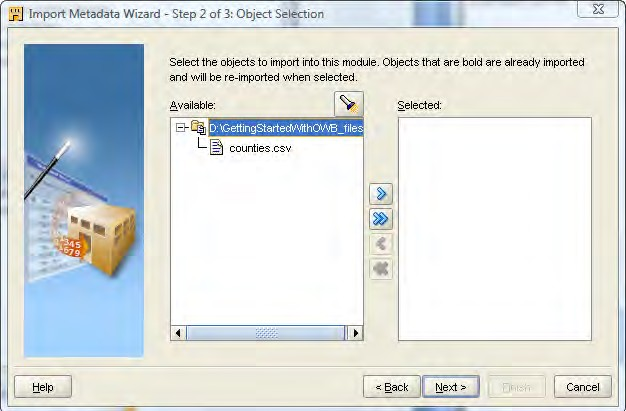 Import Metadata Wizard - Step 2 of 3: Object Selection
Select the objects to import into this module. Objects that are bold are already imported
and will be re-imported when selected.
Available:
Selected:
D:\GettingStartedWithOWB_files
counties.csv
345
679
Help
< Back
Next >
Finish
Cancel